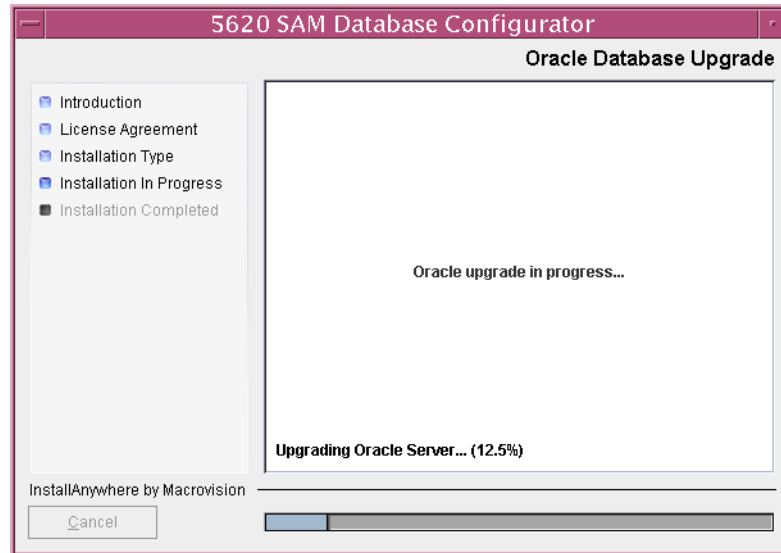 5620 SAM Database Configurator
Oracle Database Upgrade
Introduction
License Agreement
Installation Type
Installation In Progress
Installation Completed
Oracle upgrade in progress...
Upgrading Oracle Server... (12.5%)
InstallAnywhere by Macrovision
Cancel